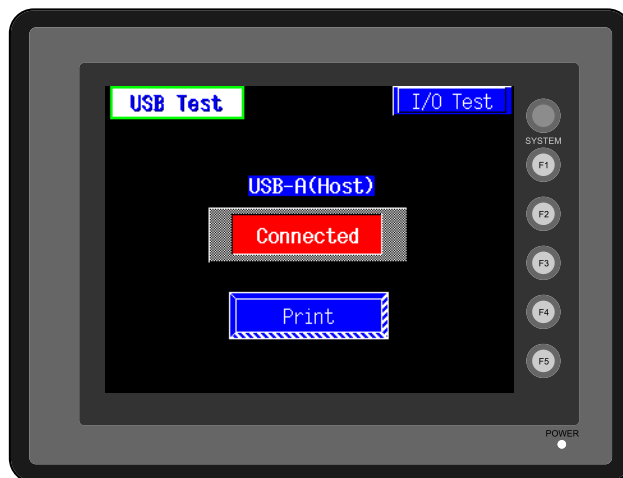 USB Test
I/O Test
SYSTEM
F1
USB-A(Host)
F2
Connected
F3
Print
F4
F5
POWER